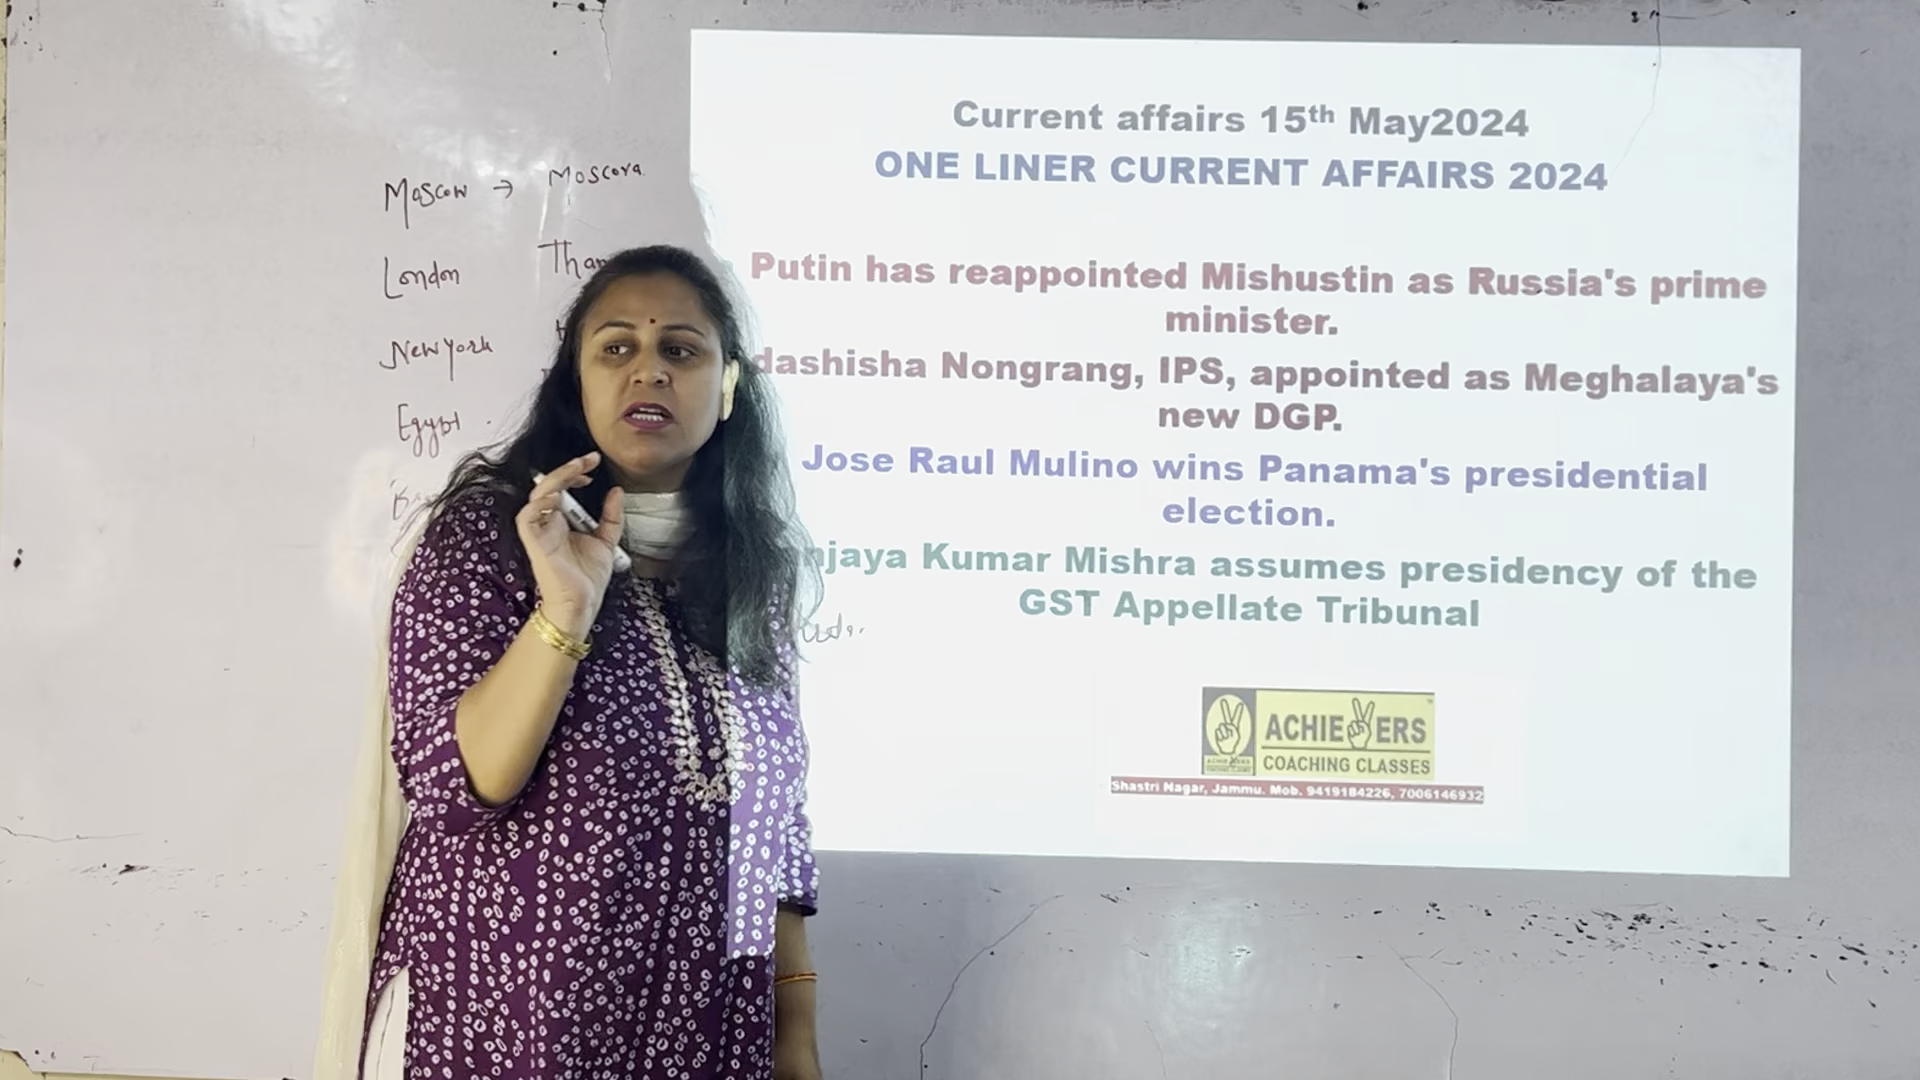 Current affairs 15th May2024
ONE LINER CURRENT AFFAIRS 2024
Putin has reappointed Mishustin as Russia's prime
minister.
dashisha Nongrang, IPS, appointed as Meghalaya's
new DGP.
Jose Raul Mulino wins Panama's presidential
election.
njaya Kumar Mishra assumes presidency of the
GST Appellate Tribunal
ACHIEVERS
COACHING CLASSES
Shastri Nagar, Jammu. Mob. 9419184226, 7006146932
Moscow → Moscova
London Tham
Newyork
Egypt